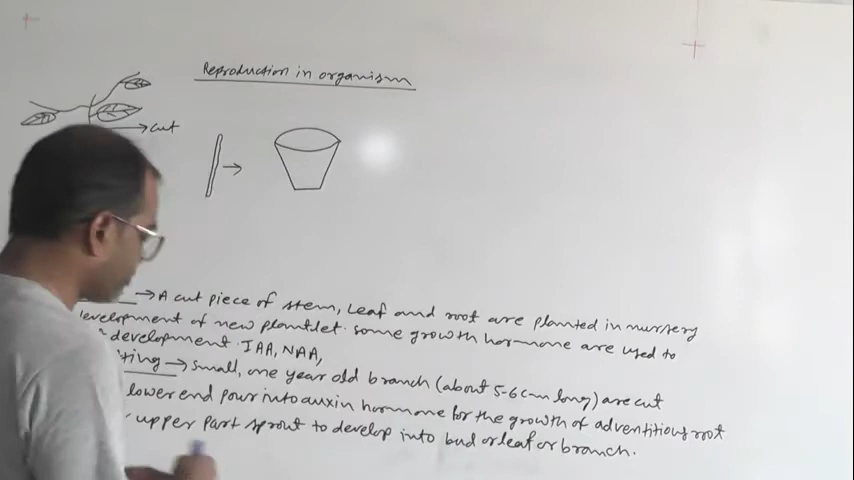 Reproduction in organism
cut
A cut piece of stem, leaf and root are planted in nursery
development of new plantlet. some growth hormone are used to
development. IAA, NAA,
small, one year old branch (about 5-6cm long) are cut
lower end pour into auxin hormone for the growth of adventitious root
upper part sprout to develop into bud or leaf or branch.